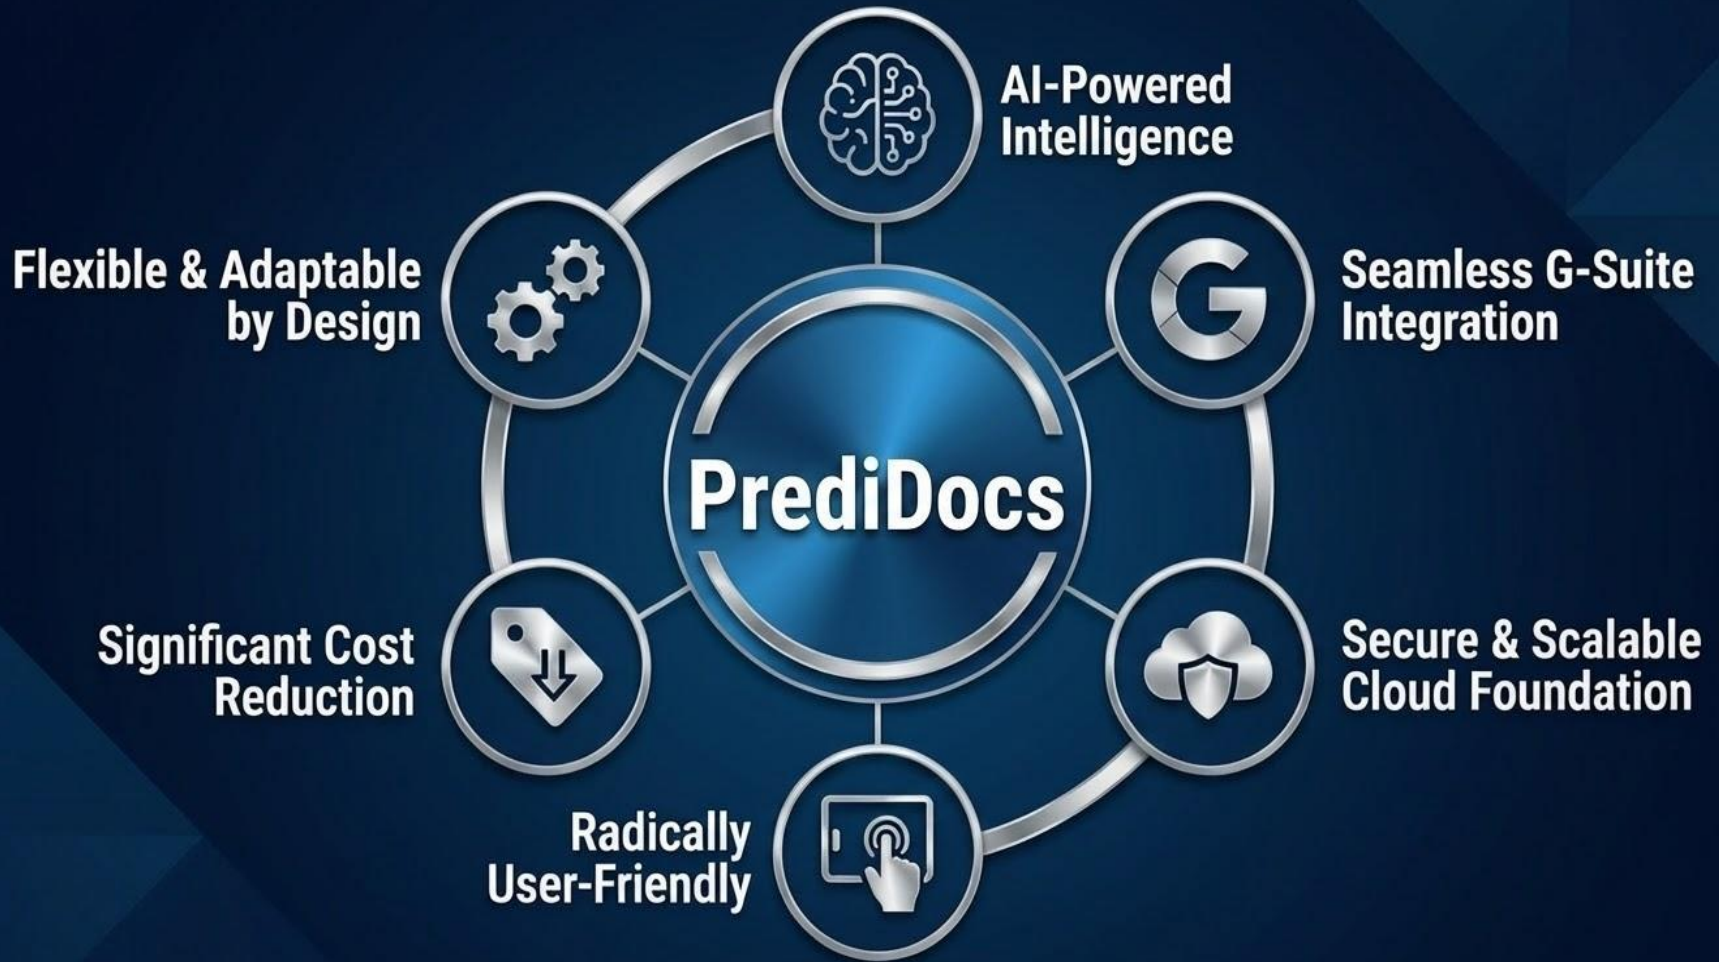 AI-Powered
Intelligence
Flexible & Adaptable
by Design
Seamless G-Suite
Integration
PrediDocs
Significant Cost
Reduction
Secure & Scalable
Cloud Foundation
Radically
User-Friendly